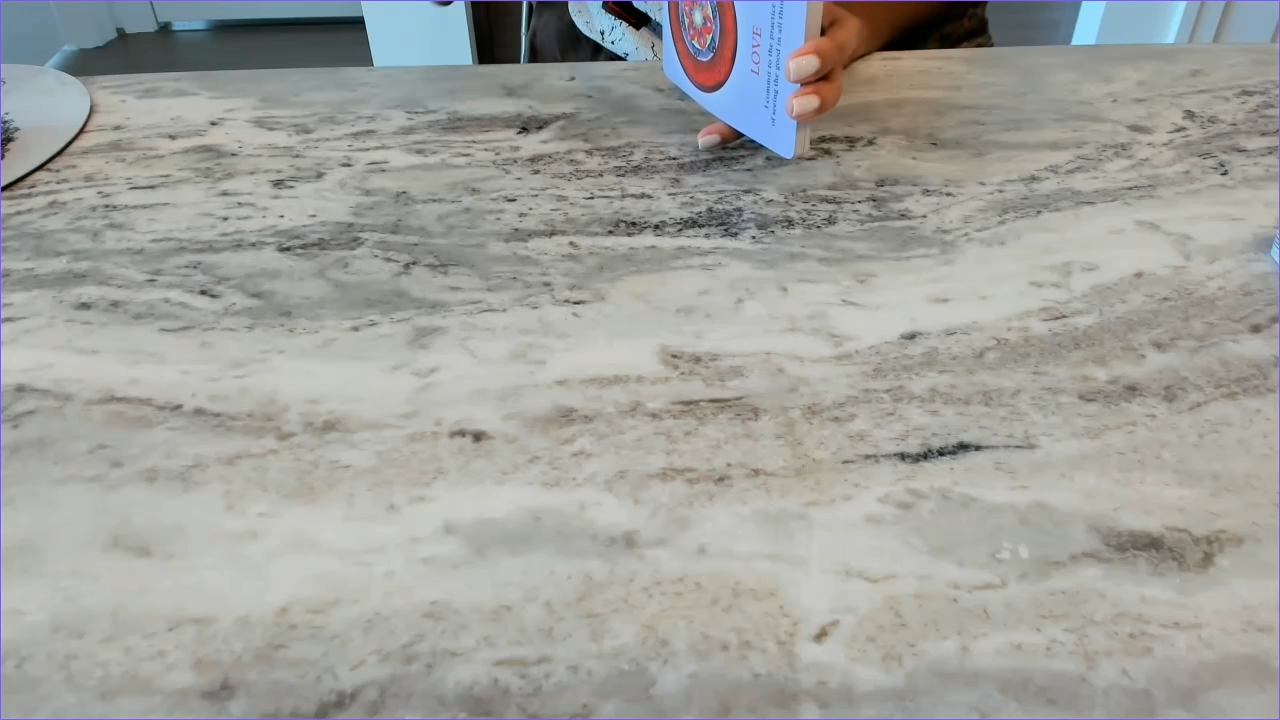 LOVE
I commit to the practice
of seeing the good in all